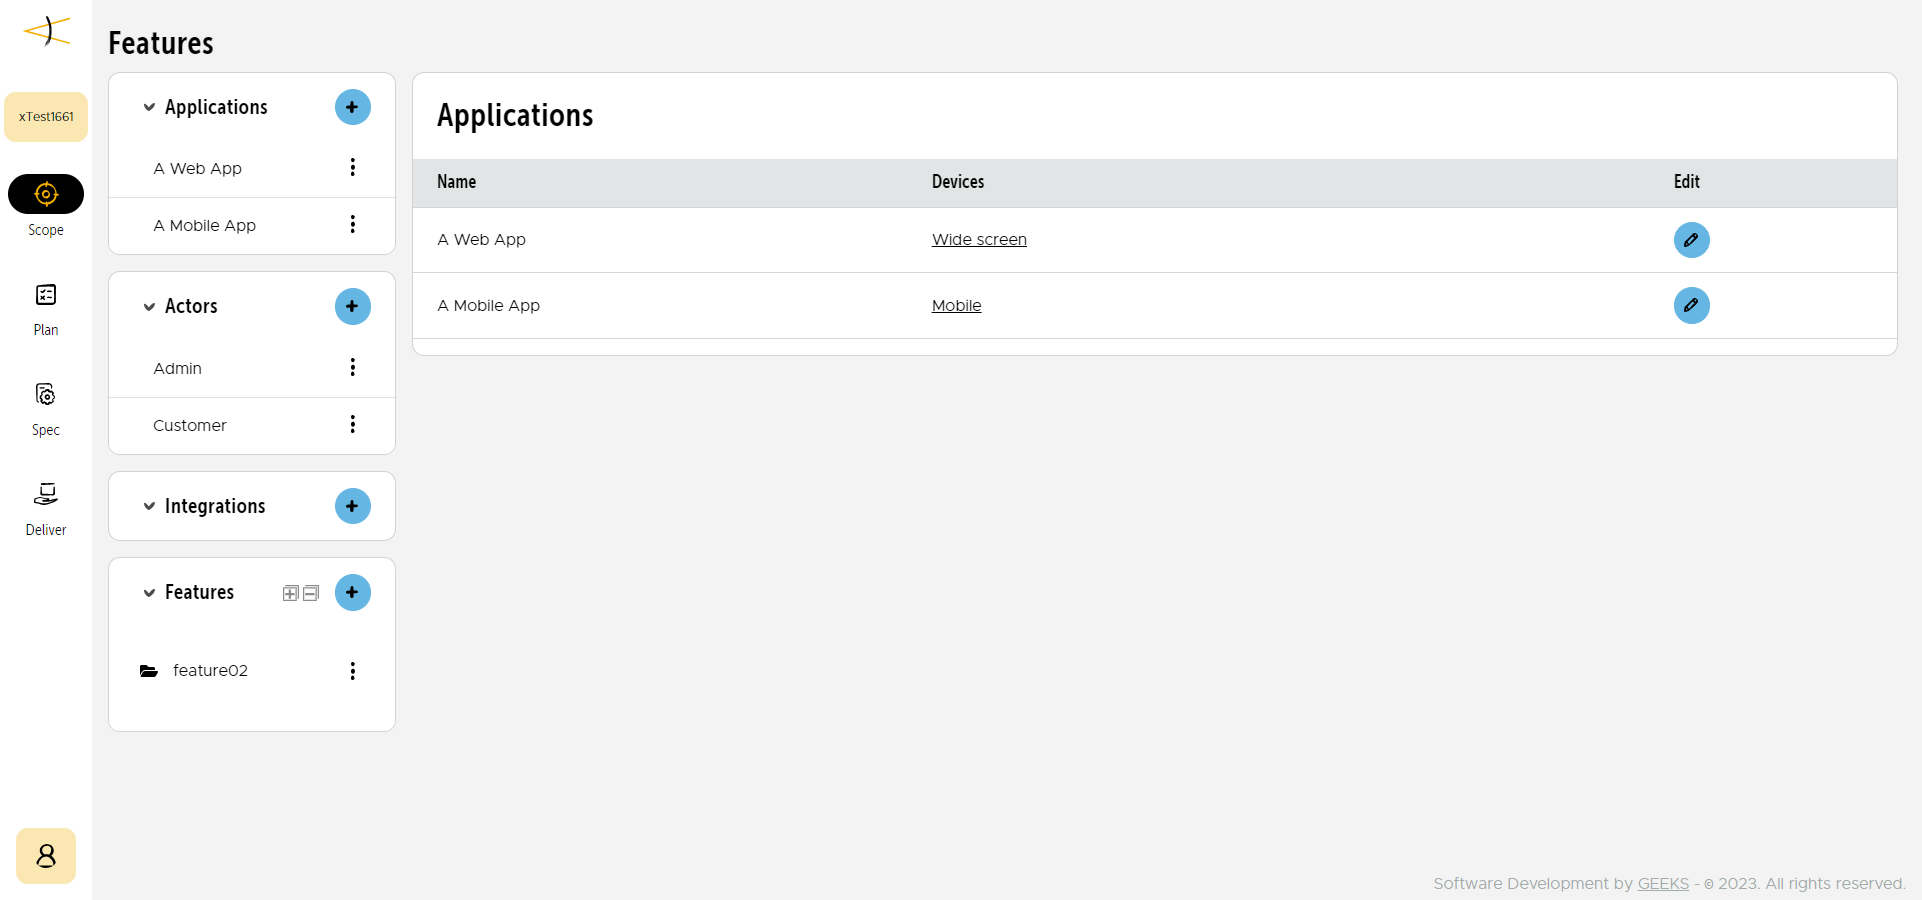 Features
xTest1661
Scope
Plan
Spec
Deliver
Applications
A Web App
A Mobile App
Actors
Admin
Customer
Integrations
Features
feature02
Applications
Name Devices Edit
A Web App Wide screen
A Mobile App Mobile
Software Development by GEEKS - © 2023. All rights reserved.